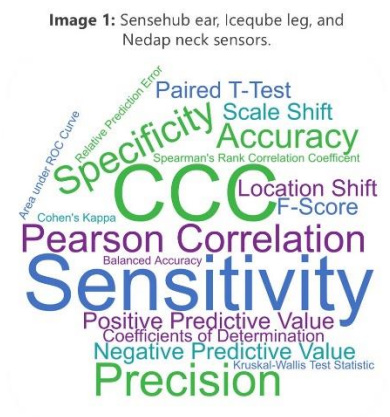 Image 1: Sensehub ear, Iceqube leg, and
Nedap neck sensors.
Relative Prediction Error
Paired T-Test
Area under ROC Curve
Specificity
Scale Shift
Accuracy
Spearman's Rank Correlation Coefficent
CCC
Location Shift
F-Score
Cohen's Kappa
Pearson Correlation
Balanced Accuracy
Sensitivity
Positive Predictive Value
Coefficients of Determination
Negative Predictive Value
Kruskal-Wallis Test Statistic
Precision